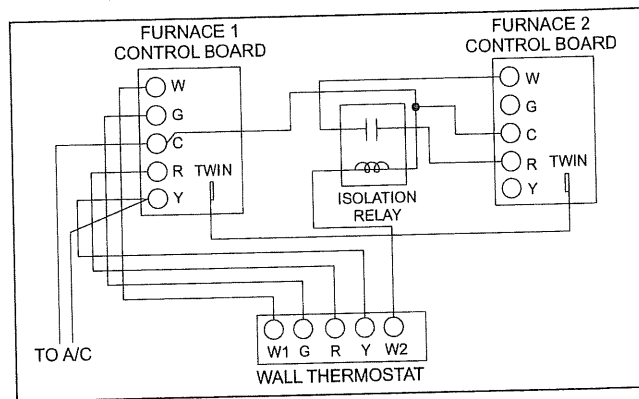 FURNACE 1
CONTROL BOARD
W
G
C
R
Y
TWIN
FURNACE 2
CONTROL BOARD
W
G
C
R
Y
TWIN
ISOLATION
RELAY
TO A/C
W1 G R Y W2
WALL THERMOSTAT